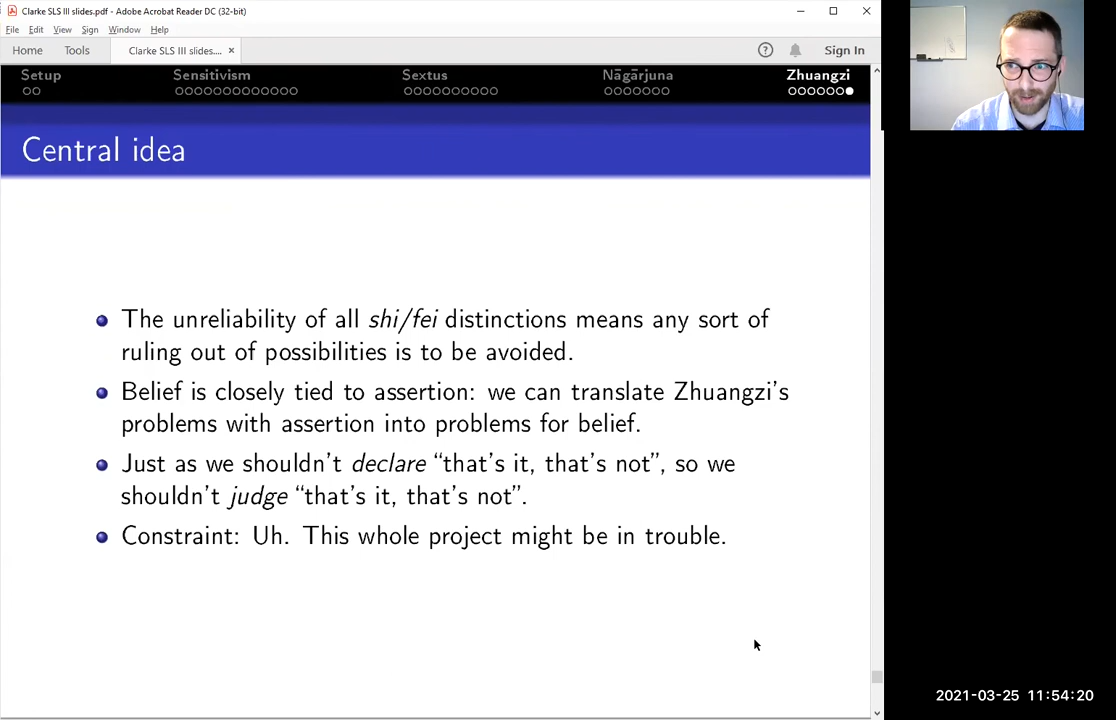 Clarke SLS III slides.pdf - Adobe Acrobat Reader DC (32-bit)
File Edit View Sign Window Help
Home Tools Clarke SLS III slides.... × Sign In
Setup Sensitivism Sextus Nāgārjuna Zhuangzi
Central idea
The unreliability of all shi/fei distinctions means any sort of
ruling out of possibilities is to be avoided.
Belief is closely tied to assertion: we can translate Zhuangzi's
problems with assertion into problems for belief.
Just as we shouldn't declare “that's it, that's not”, so we
shouldn't judge “that's it, that's not”.
Constraint: Uh. This whole project might be in trouble.
2021-03-25 11:54:20